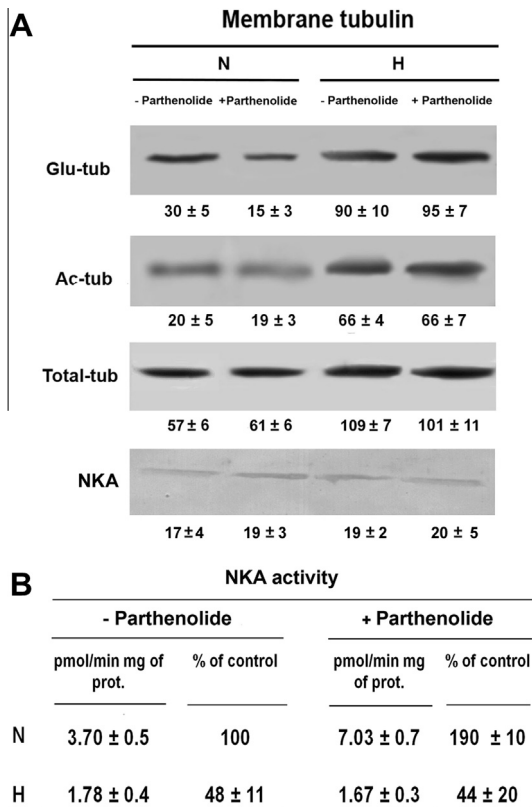 A
Membrane tubulin
N H
- Parthenolide +Parthenolide - Parthenolide + Parthenolide
Glu-tub
30 ± 5 15 ± 3 90 ± 10 95 ± 7
Ac-tub
20 ± 5 19 ± 3 66 ± 4 66 ± 7
Total-tub
57 ± 6 61 ± 6 109 ± 7 101 ± 11
NKA
17 ± 4 19 ± 3 19 ± 2 20 ± 5
B
NKA activity
- Parthenolide + Parthenolide
pmol/min mg of prot. % of control pmol/min mg of prot. % of control
N 3.70 ± 0.5 100 7.03 ± 0.7 190 ± 10
H 1.78 ± 0.4 48 ± 11 1.67 ± 0.3 44 ± 20